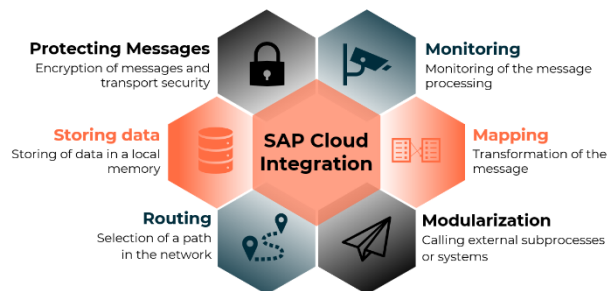 Protecting Messages
Encryption of messages and
transport security
Monitoring
Monitoring of the message
processing
Storing data
Storing of data in a local
memory
SAP Cloud
Integration
Mapping
Transformation of the
message
Routing
Selection of a path
in the network
Modularization
Calling external subprocesses
or systems